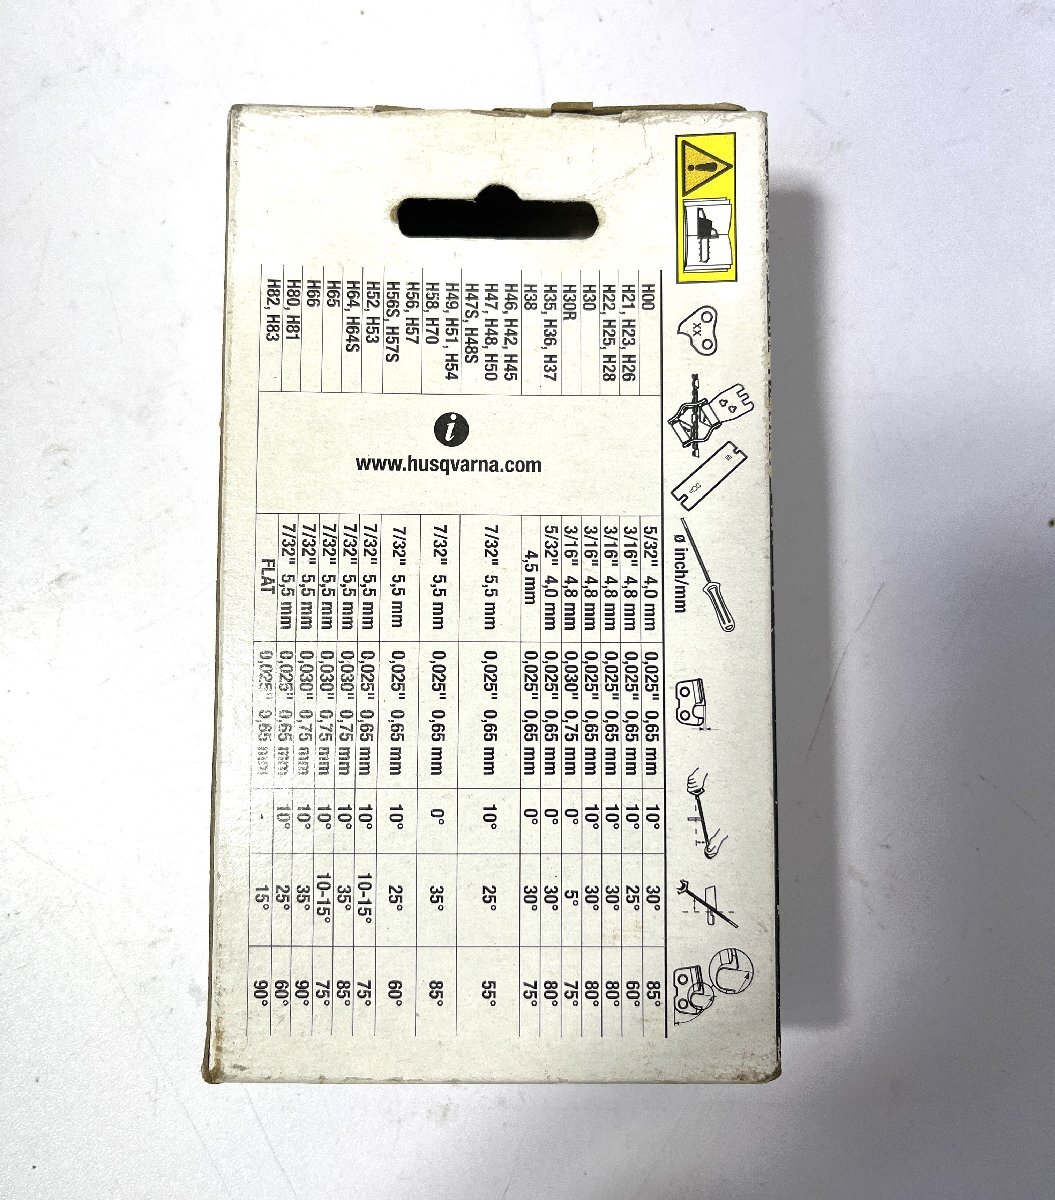 XX
ø inch/mm
H00 5/32" 4,0 mm 0,025" 0,65 mm 10° 30° 85°
H21, H23, H26 3/16" 4,8 mm 0,025" 0,65 mm 10° 25° 60°
H22, H25, H28 3/16" 4,8 mm 0,025" 0,65 mm 10° 30° 80°
H30 3/16" 4,8 mm 0,025" 0,65 mm 10° 30° 80°
H30R 3/16" 4,8 mm 0,030" 0,75 mm 0° 5° 75°
H35, H36, H37 5/32" 4,0 mm 0,025" 0,65 mm 0° 30° 80°
H38 4,5 mm 0,025" 0,65 mm 0° 30° 75°
H46, H42, H45
H47, H48, H50 7/32" 5,5 mm 0,025" 0,65 mm 10° 25° 55°
H47S, H48S
H49, H51, H54 7/32" 5,5 mm 0,025" 0,65 mm 0° 35° 85°
H58, H70
H56, H57 7/32" 5,5 mm 0,025" 0,65 mm 10° 25° 60°
H56S, H57S
H52, H53 7/32" 5,5 mm 0,025" 0,65 mm 10° 10-15° 75°
H64, H64S 7/32" 5,5 mm 0,030" 0,75 mm 10° 35° 85°
H65 7/32" 5,5 mm 0,030" 0,75 mm 10° 10-15° 75°
H66 7/32" 5,5 mm 0,030" 0,75 mm 10° 35° 90°
H80, H81 7/32" 5,5 mm 0,025" 0,65 mm 10° 25° 60°
H82, H83 FLAT 0,025" 0,65 mm - 15° 90°
i
www.husqvarna.com